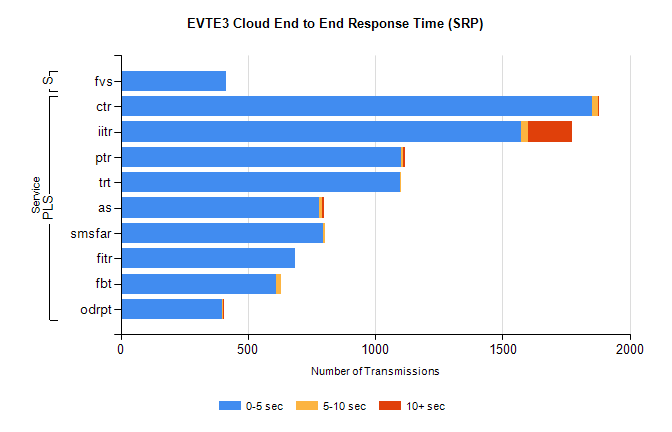 EVTE3 Cloud End to End Response Time (SRP)
Service
S
PLS
fvs
ctr
iitr
ptr
trt
as
smsfar
fitr
fbt
odrpt
0 500 1000 1500 2000
Number of Transmissions
0-5 sec 5-10 sec 10+ sec